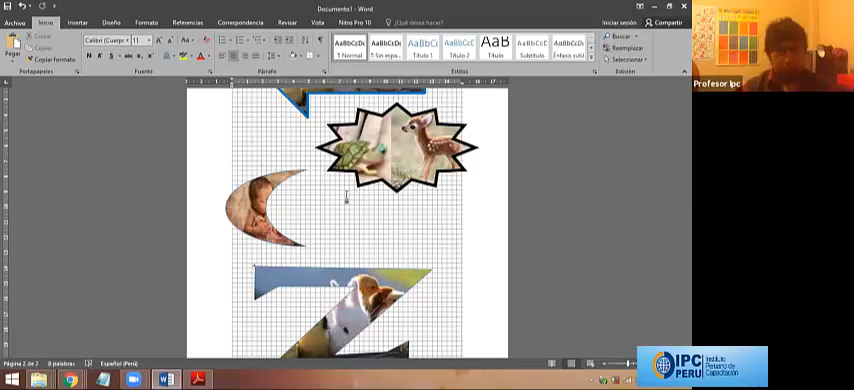 Documento1 - Word
Archivo Inicio Insertar Diseño Formato Referencias Correspondencia Revisar Vista Nitro Pro 10 ¿Qué desea hacer? Iniciar sesión Compartir
Cortar
Copiar
Copiar formato
Pegar
Calibri (Cuerpo 11
N K S
AaBbCcDc AaBbCcDc AaBbCc AaBbCcC AaB AaBbCcC AaBbCcDc
¶ Normal ¶ Sin espa... Título 1 Título 2 Título Subtítulo Énfasis sutil
Buscar
Reemplazar
Seleccionar
Portapapeles Fuente Párrafo Estilos Edición
Profesor Ipc
Página 2 de 2 8 palabras Español (Perú)
IPC
PERÚ
Instituto
Peruano de
Capacitación